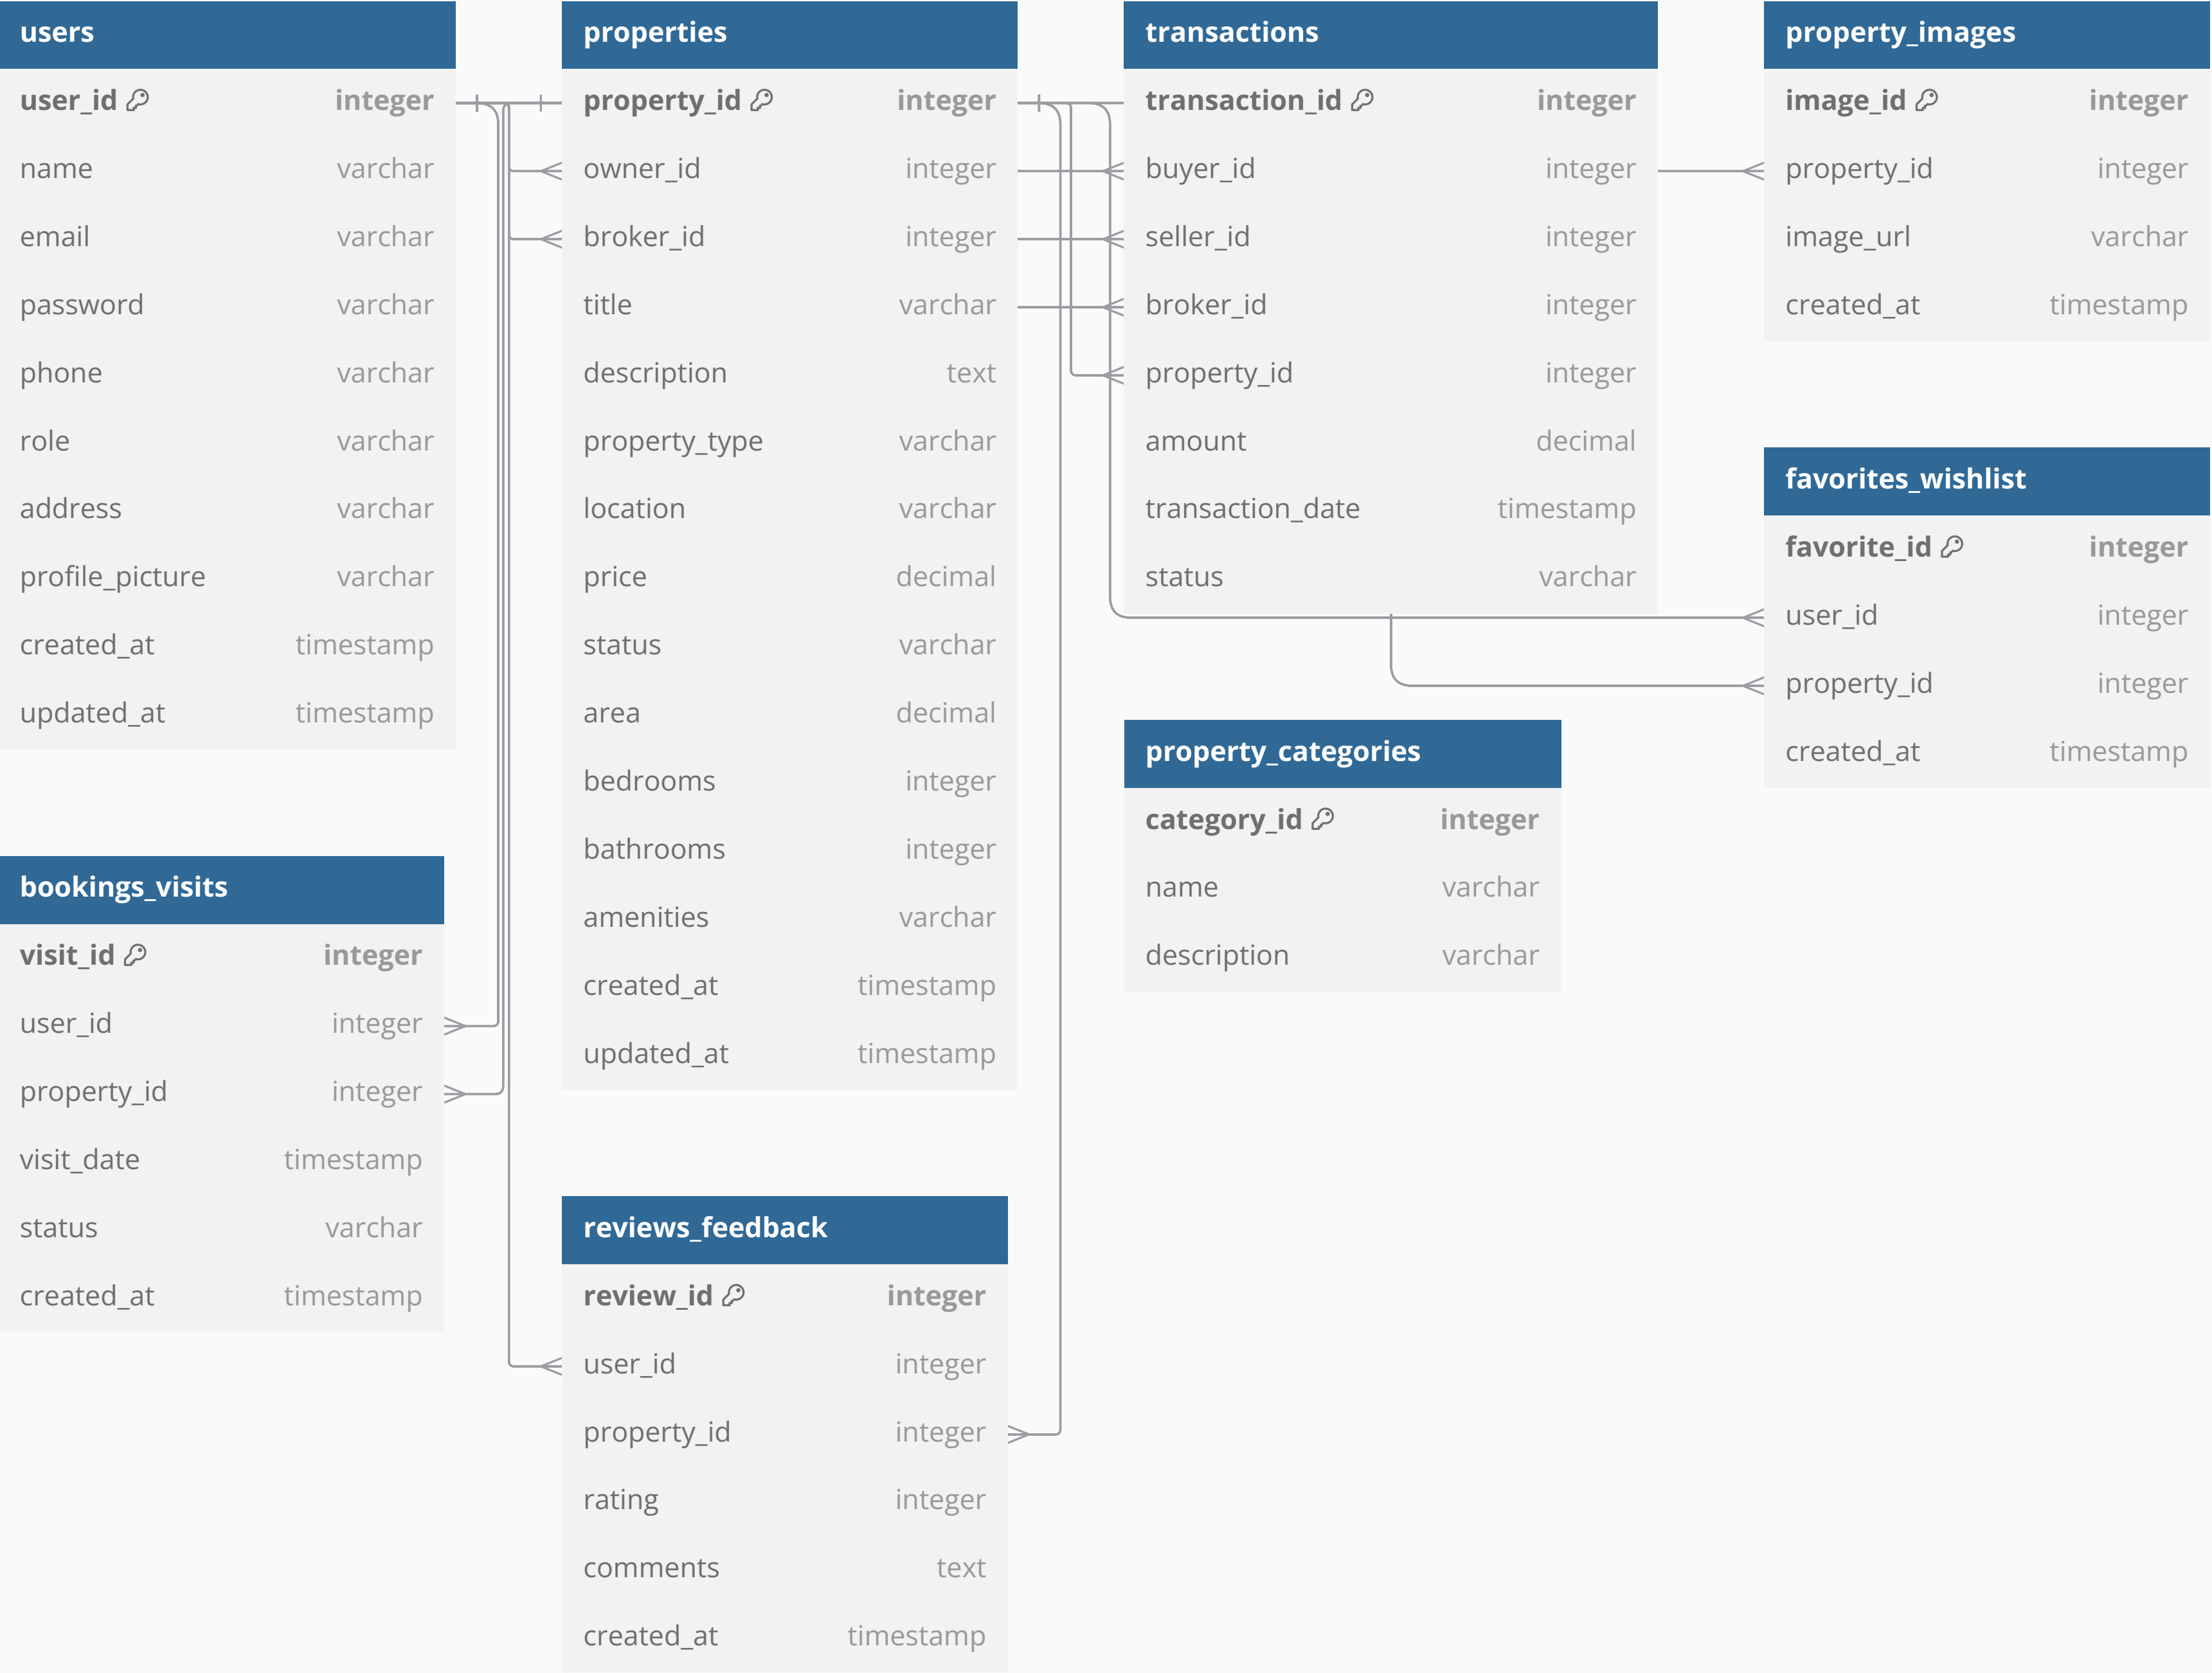 users
user_id integer
name varchar
email varchar
password varchar
phone varchar
role varchar
address varchar
profile_picture varchar
created_at timestamp
updated_at timestamp
bookings_visits
visit_id integer
user_id integer
property_id integer
visit_date timestamp
status varchar
created_at timestamp
properties
property_id integer
owner_id integer
broker_id integer
title varchar
description text
property_type varchar
location varchar
price decimal
status varchar
area decimal
bedrooms integer
bathrooms integer
amenities varchar
created_at timestamp
updated_at timestamp
reviews_feedback
review_id integer
user_id integer
property_id integer
rating integer
comments text
created_at timestamp
transactions
transaction_id integer
buyer_id integer
seller_id integer
broker_id integer
property_id integer
amount decimal
transaction_date timestamp
status varchar
property_categories
category_id integer
name varchar
description varchar
property_images
image_id integer
property_id integer
image_url varchar
created_at timestamp
favorites_wishlist
favorite_id integer
user_id integer
property_id integer
created_at timestamp